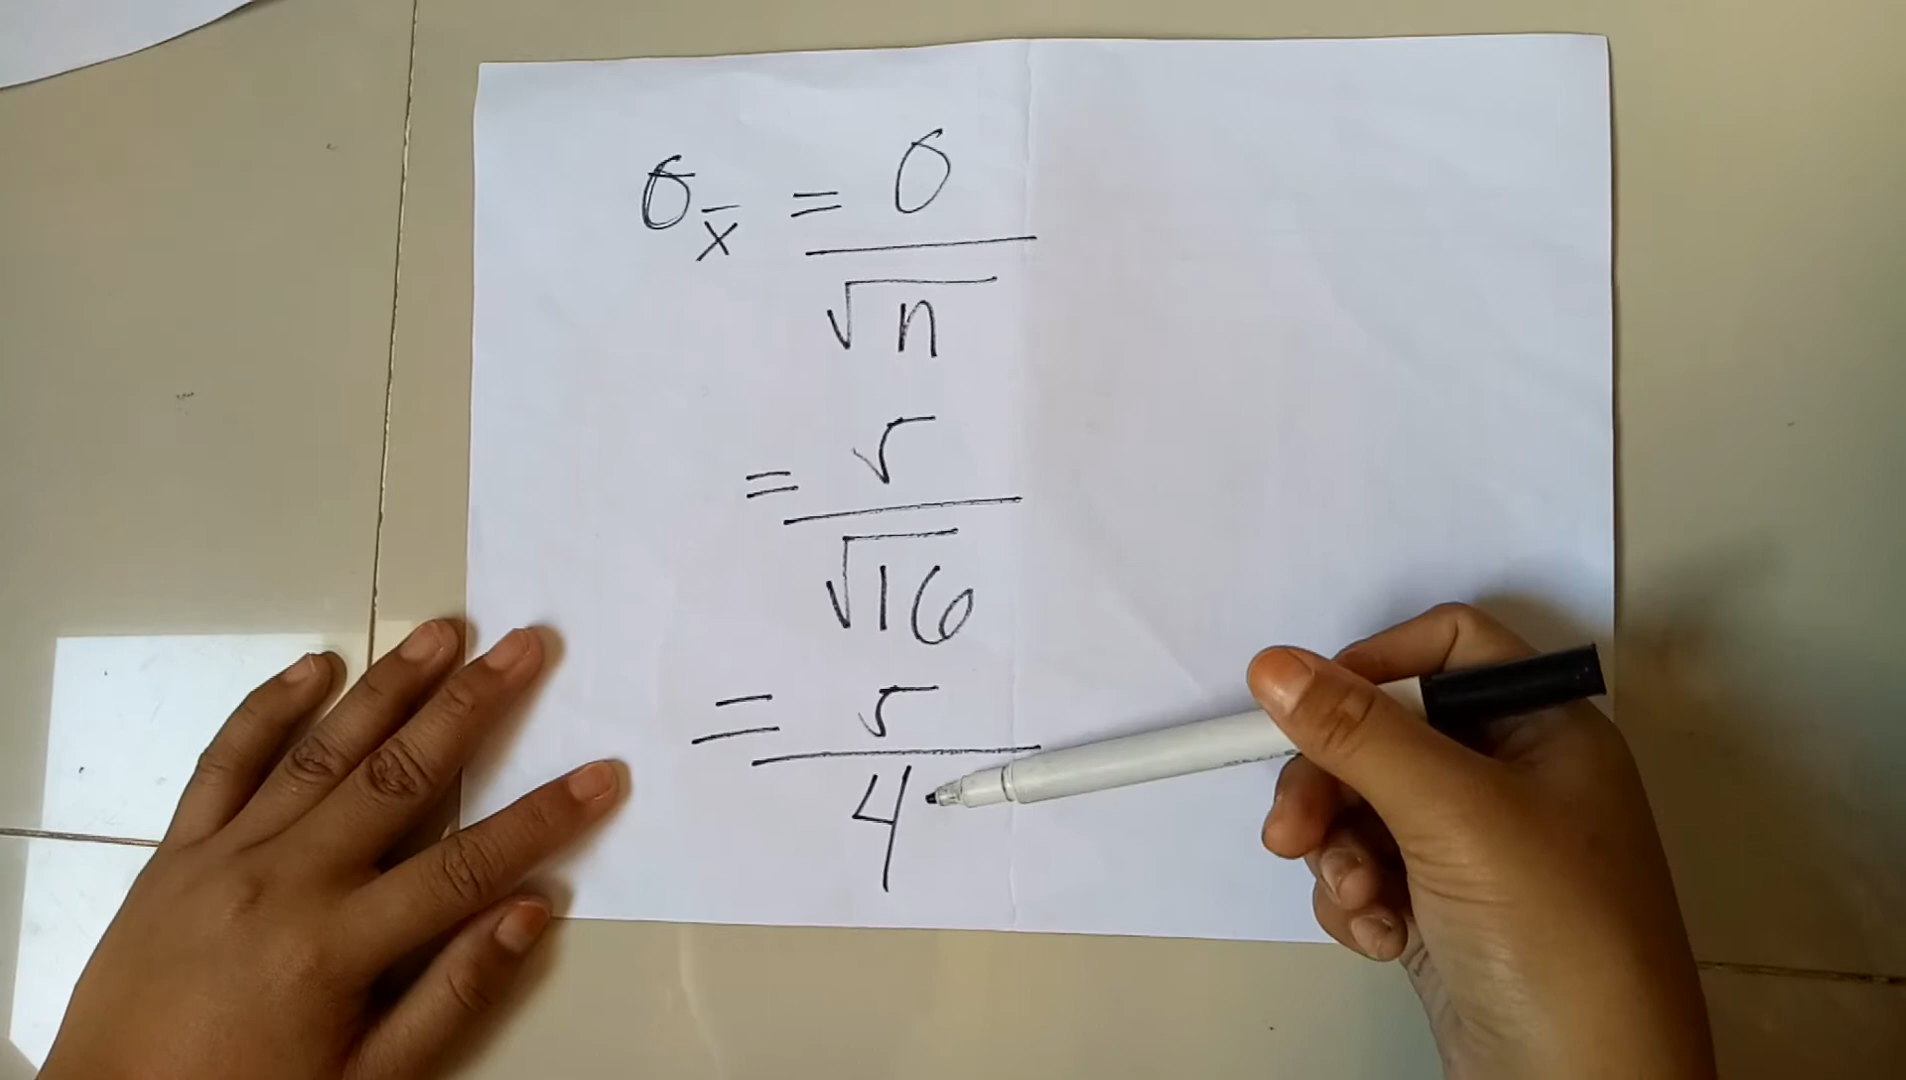 σ_x̄ = σ / √n
= 5 / √16
= 5 / 4